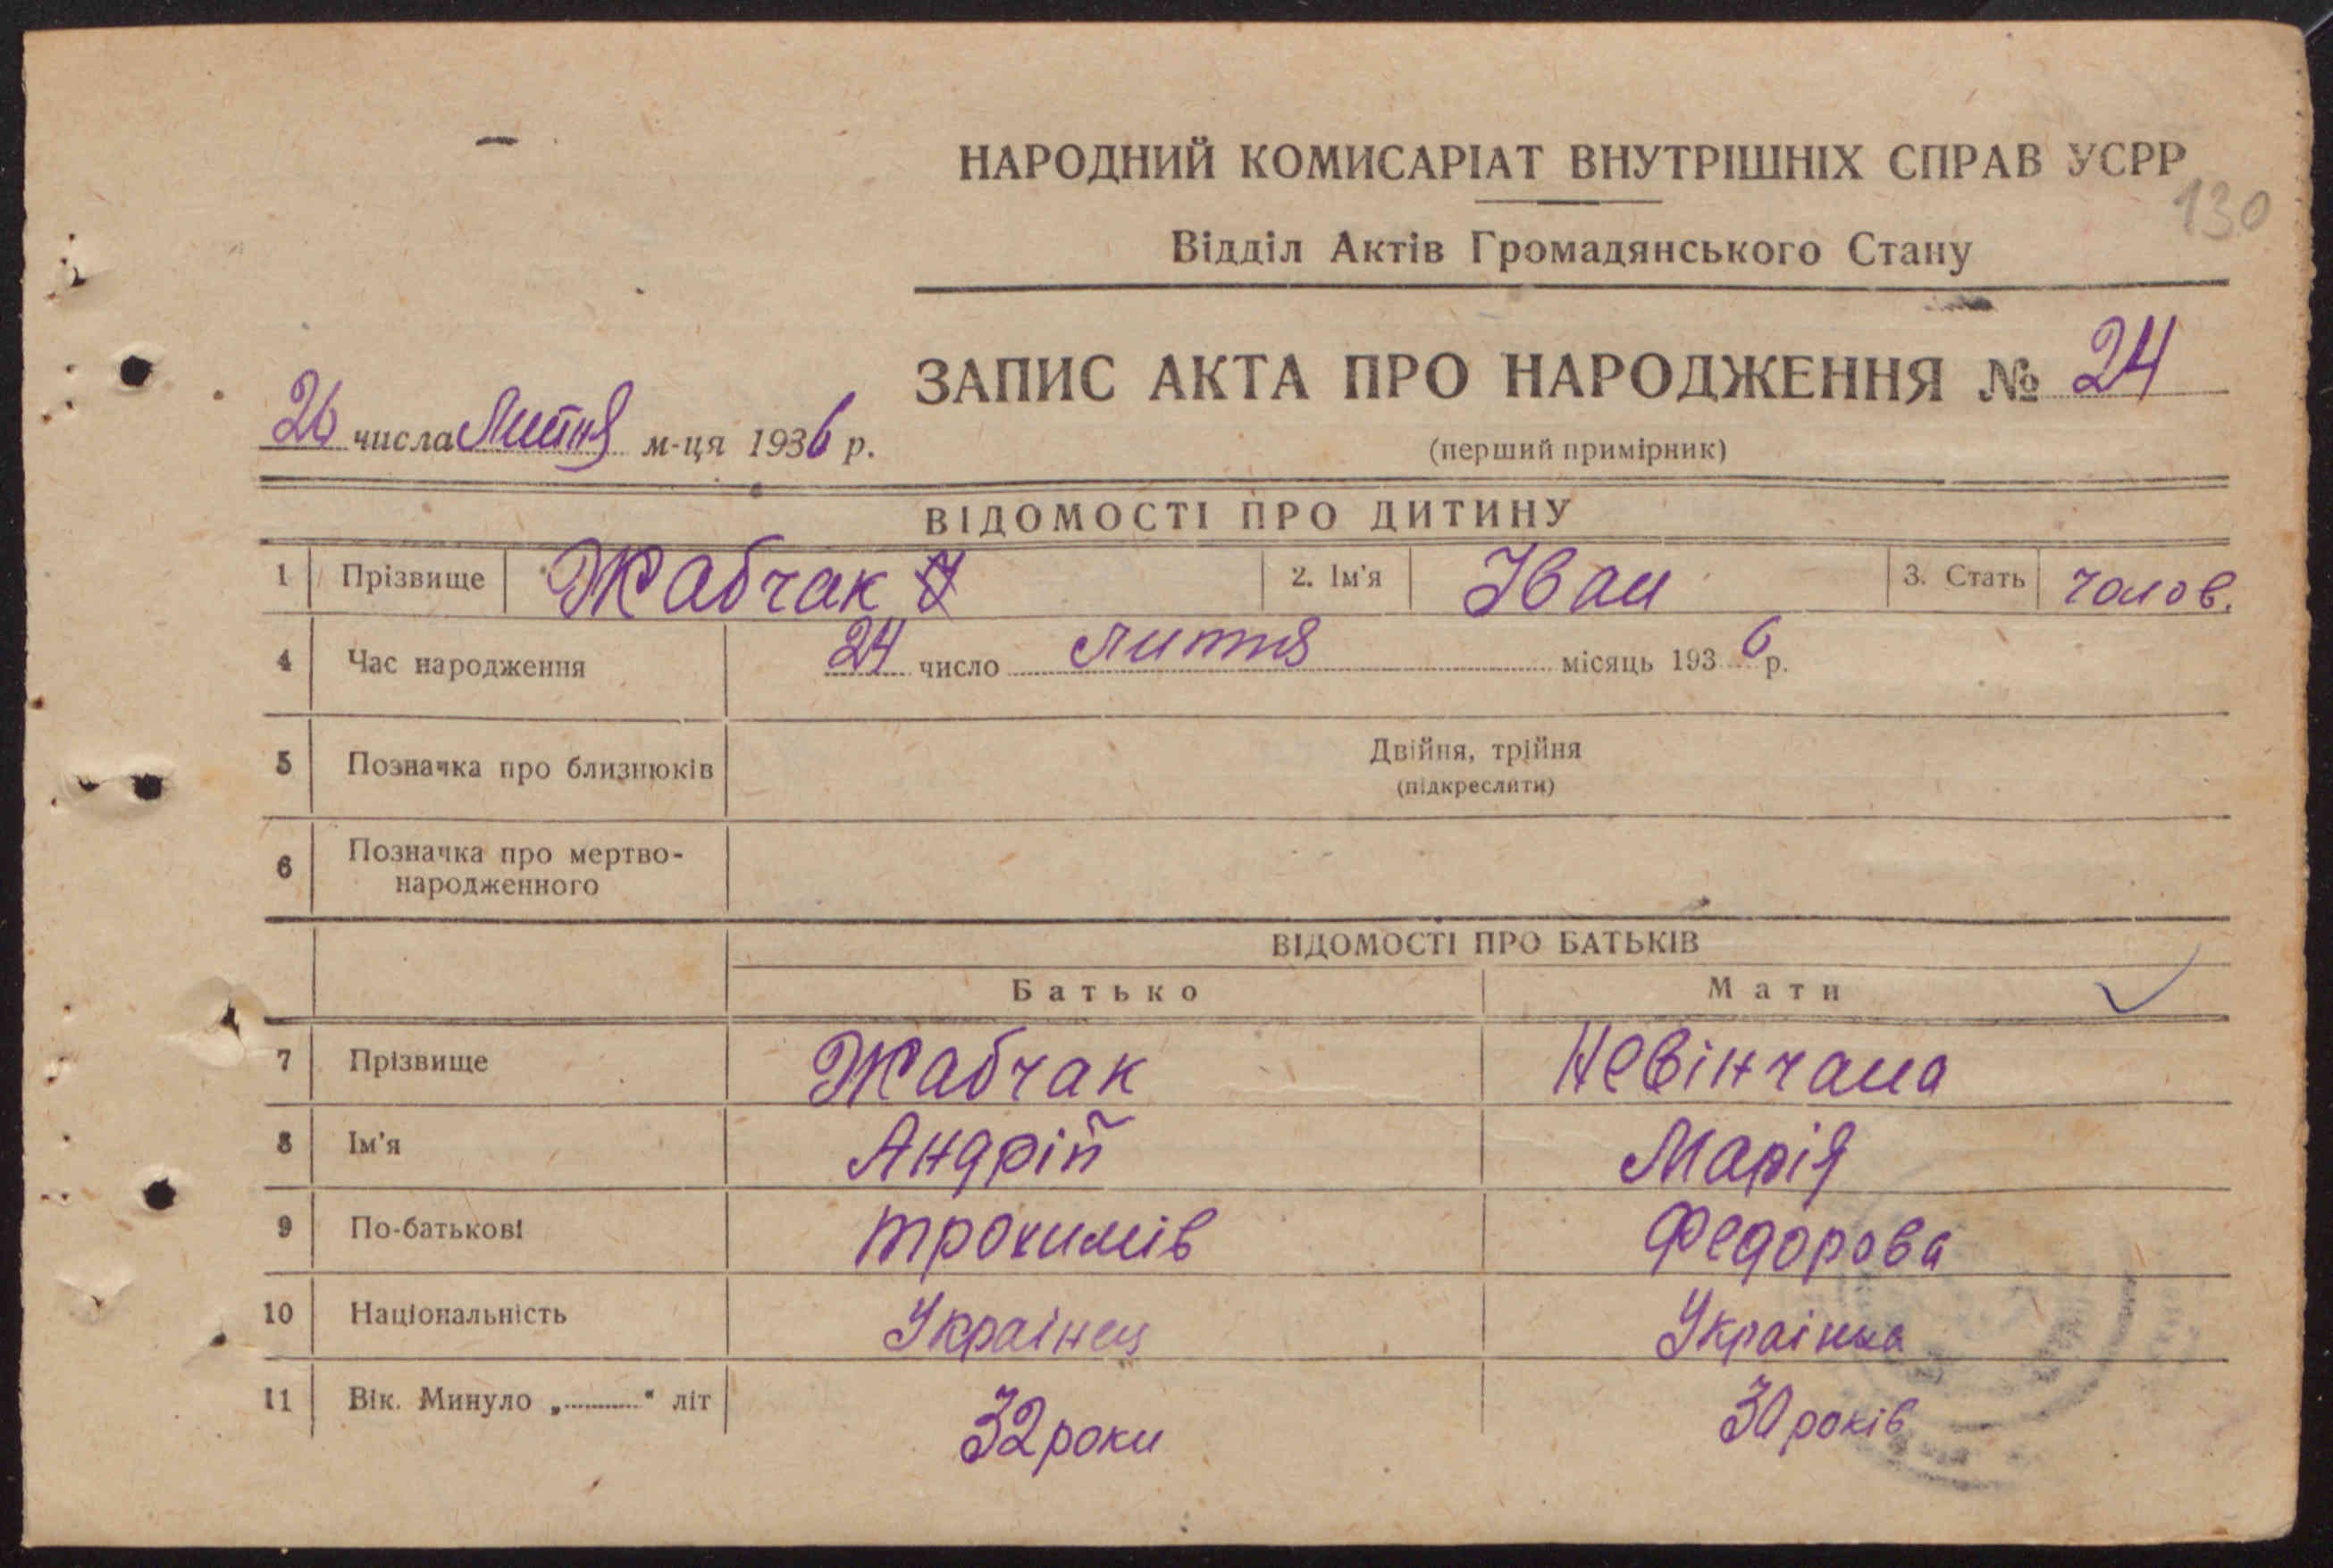 НАРОДНИЙ КОМИСАРІАТ ВНУТРІШНІХ СПРАВ УСРР
130
Відділ Актів Громадянського Стану
ЗАПИС АКТА ПРО НАРОДЖЕННЯ № 24
26 числа Литня м-ця 1936 р.
(перший примірник)
ВІДОМОСТІ ПРО ДИТИНУ
1 Прізвище Жабчак 2. Ім'я Іван 3. Стать чолов.
4 Час народження 24 число литня місяць 1936 р.
5 Позначка про близнюків Двійня, трійня
(підкреслити)
6 Позначка про мертво-
народженного
ВІДОМОСТІ ПРО БАТЬКІВ
Батько Мати
7 Прізвище Жабчак Невінчана
8 Ім'я Андрій Марія
9 По-батькові Трохимів Федорова
10 Національність Украінец Украінка
11 Вік. Минуло „ “ літ 32 роки 30 років